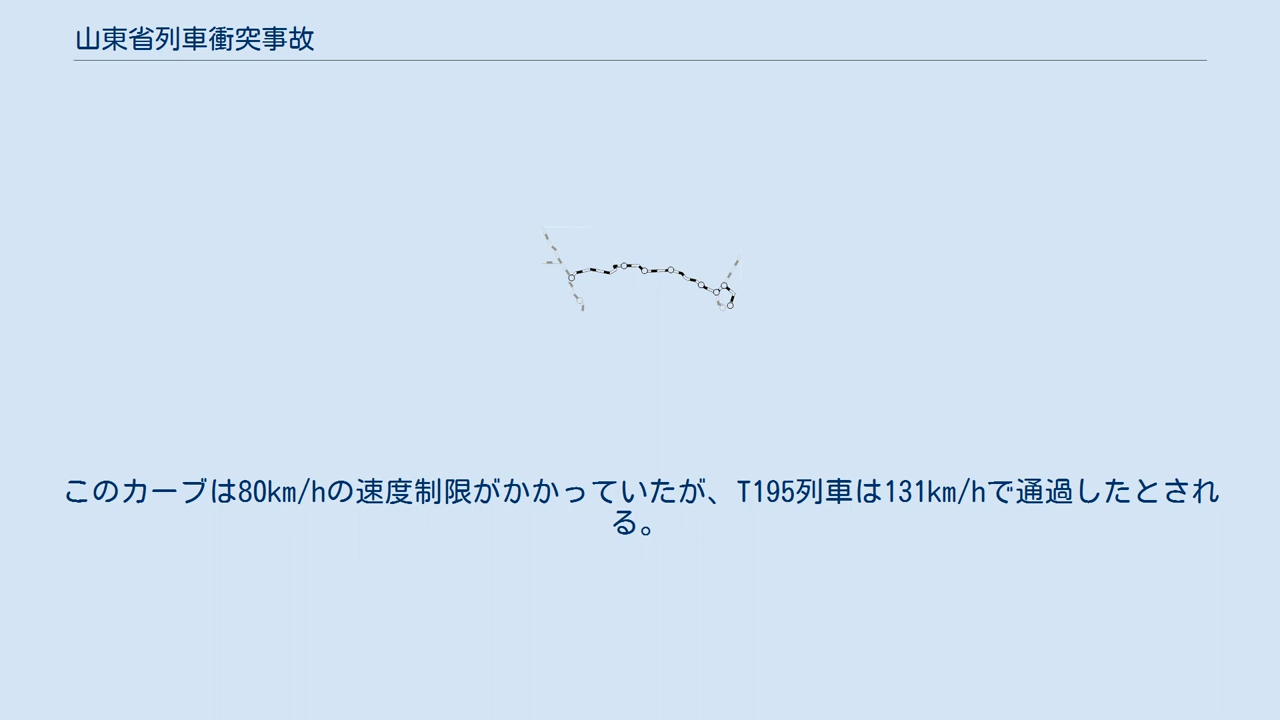 山東省列車衝突事故
このカーブは80km/hの速度制限がかかっていたが、T195列車は131km/hで通過したとされ
る。